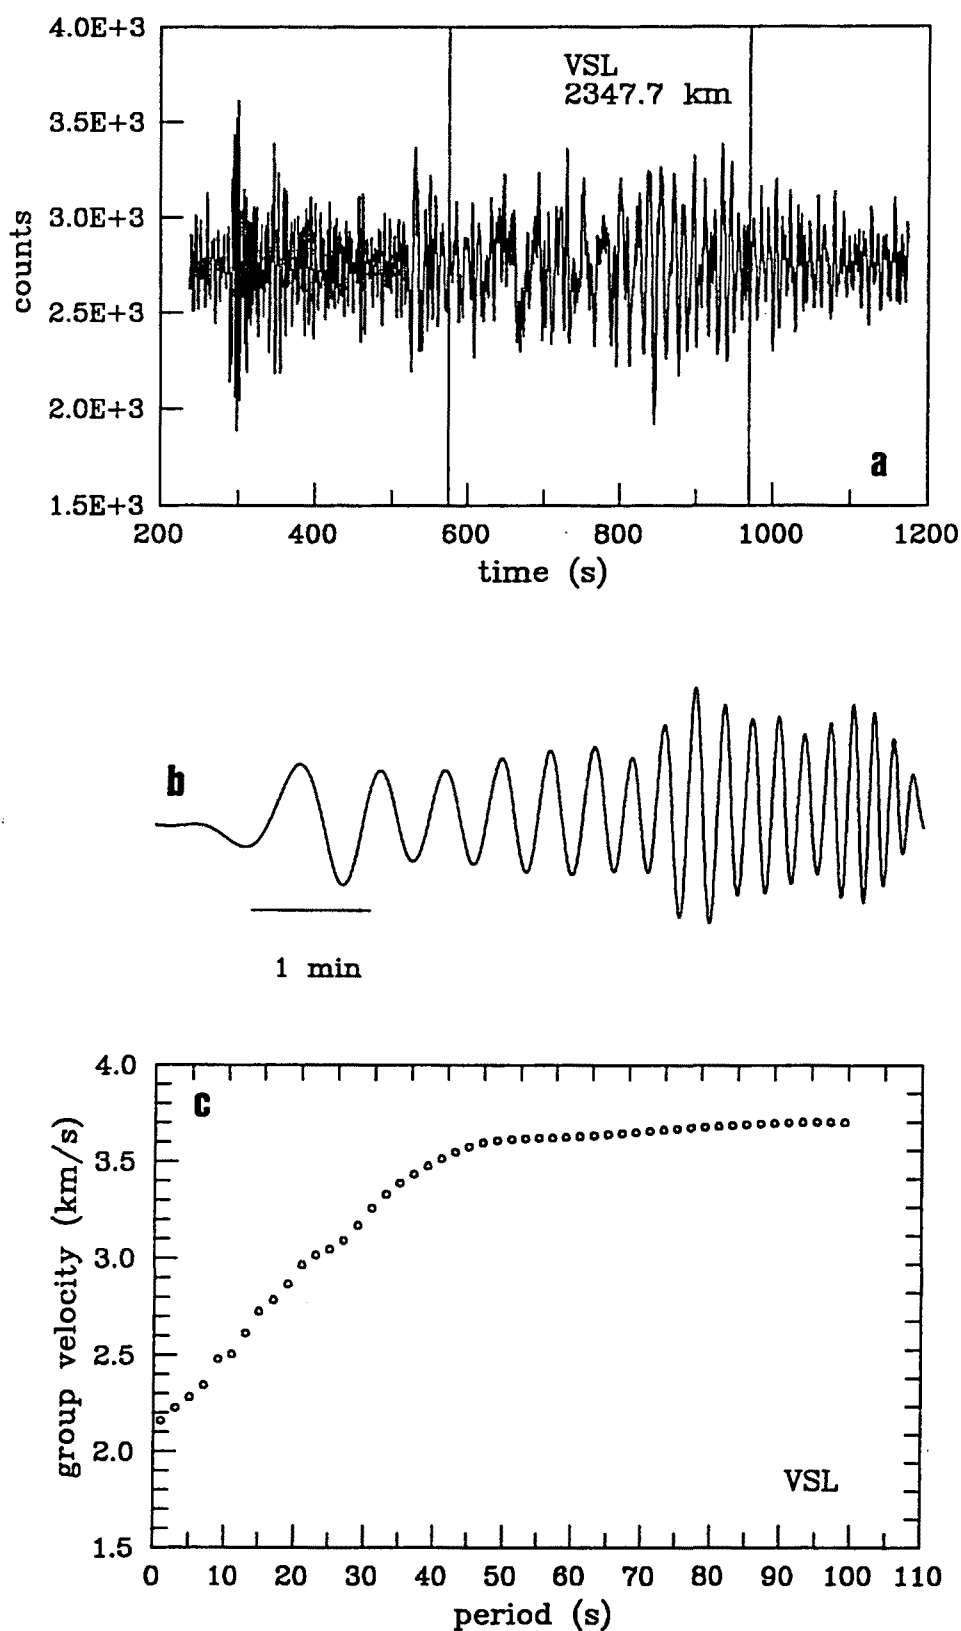 4.0E+3
3.5E+3
3.0E+3
2.5E+3
2.0E+3
1.5E+3
counts
VSL
2347.7 km
a
200 400 600 800 1000 1200
time (s)
b
1 min
4.0
3.5
3.0
2.5
2.0
1.5
group velocity (km/s)
c
VSL
0 10 20 30 40 50 60 70 80 90 100 110
period (s)